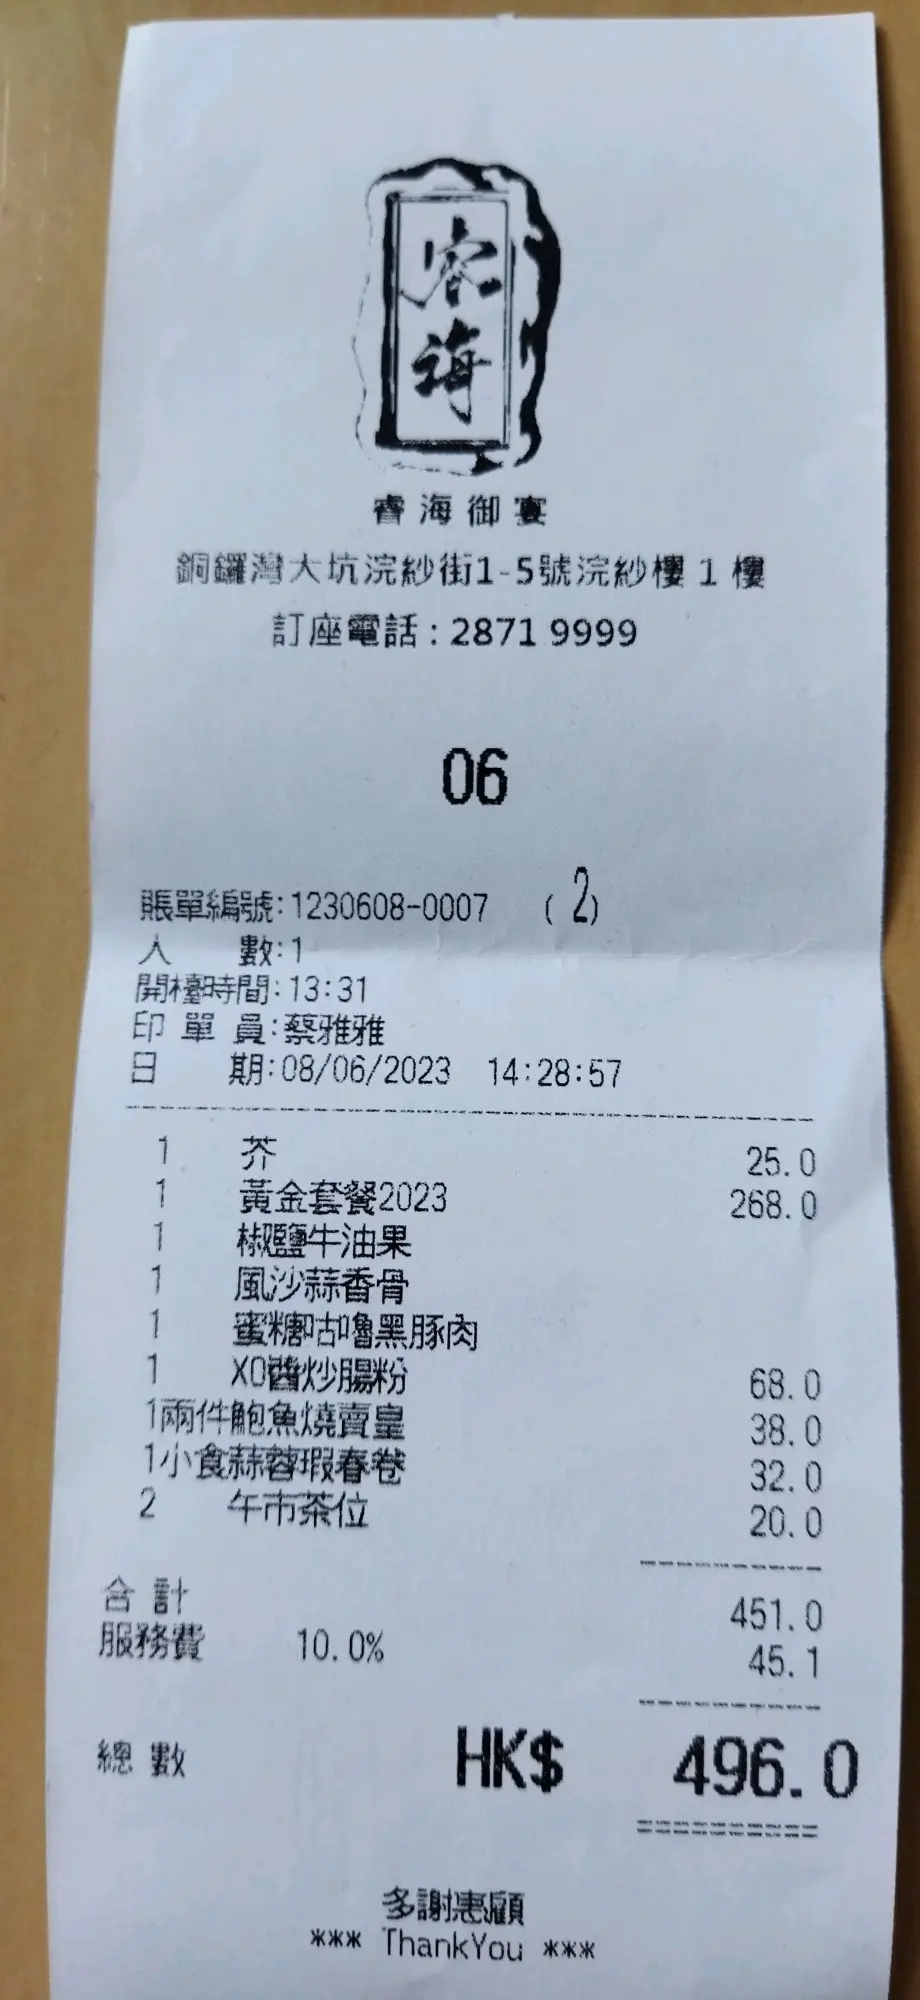 睿海
睿海御宴
銅鑼灣大坑浣紗街1-5號浣紗樓1樓
訂座電話:2871 9999
06
賬單編號:1230608-0007 (2)
人 數:1
開檯時間:13:31
印單員:蔡雅雅
日 期:08/06/2023 14:28:57
1 芥 25.0
1 黃金套餐2023 268.0
1 椒鹽牛油果
1 風沙蒜香骨
1 蜜糖咕嚕黑豚肉
1 XO醬炒腸粉 68.0
1兩件鮑魚燒賣皇 38.0
1小食蒜蓉瑕春卷 32.0
2 午市茶位 20.0
合計 451.0
服務費 10.0% 45.1
總數 HK$ 496.0
多謝惠顧
*** ThankYou ***